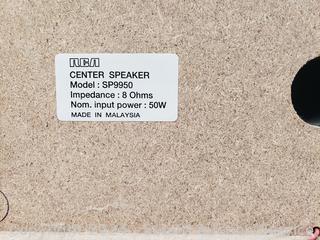 RCA
CENTER SPEAKER
Model : SP9950
Impedance : 8 Ohms
Nom. input power : 50W
MADE IN MALAYSIA